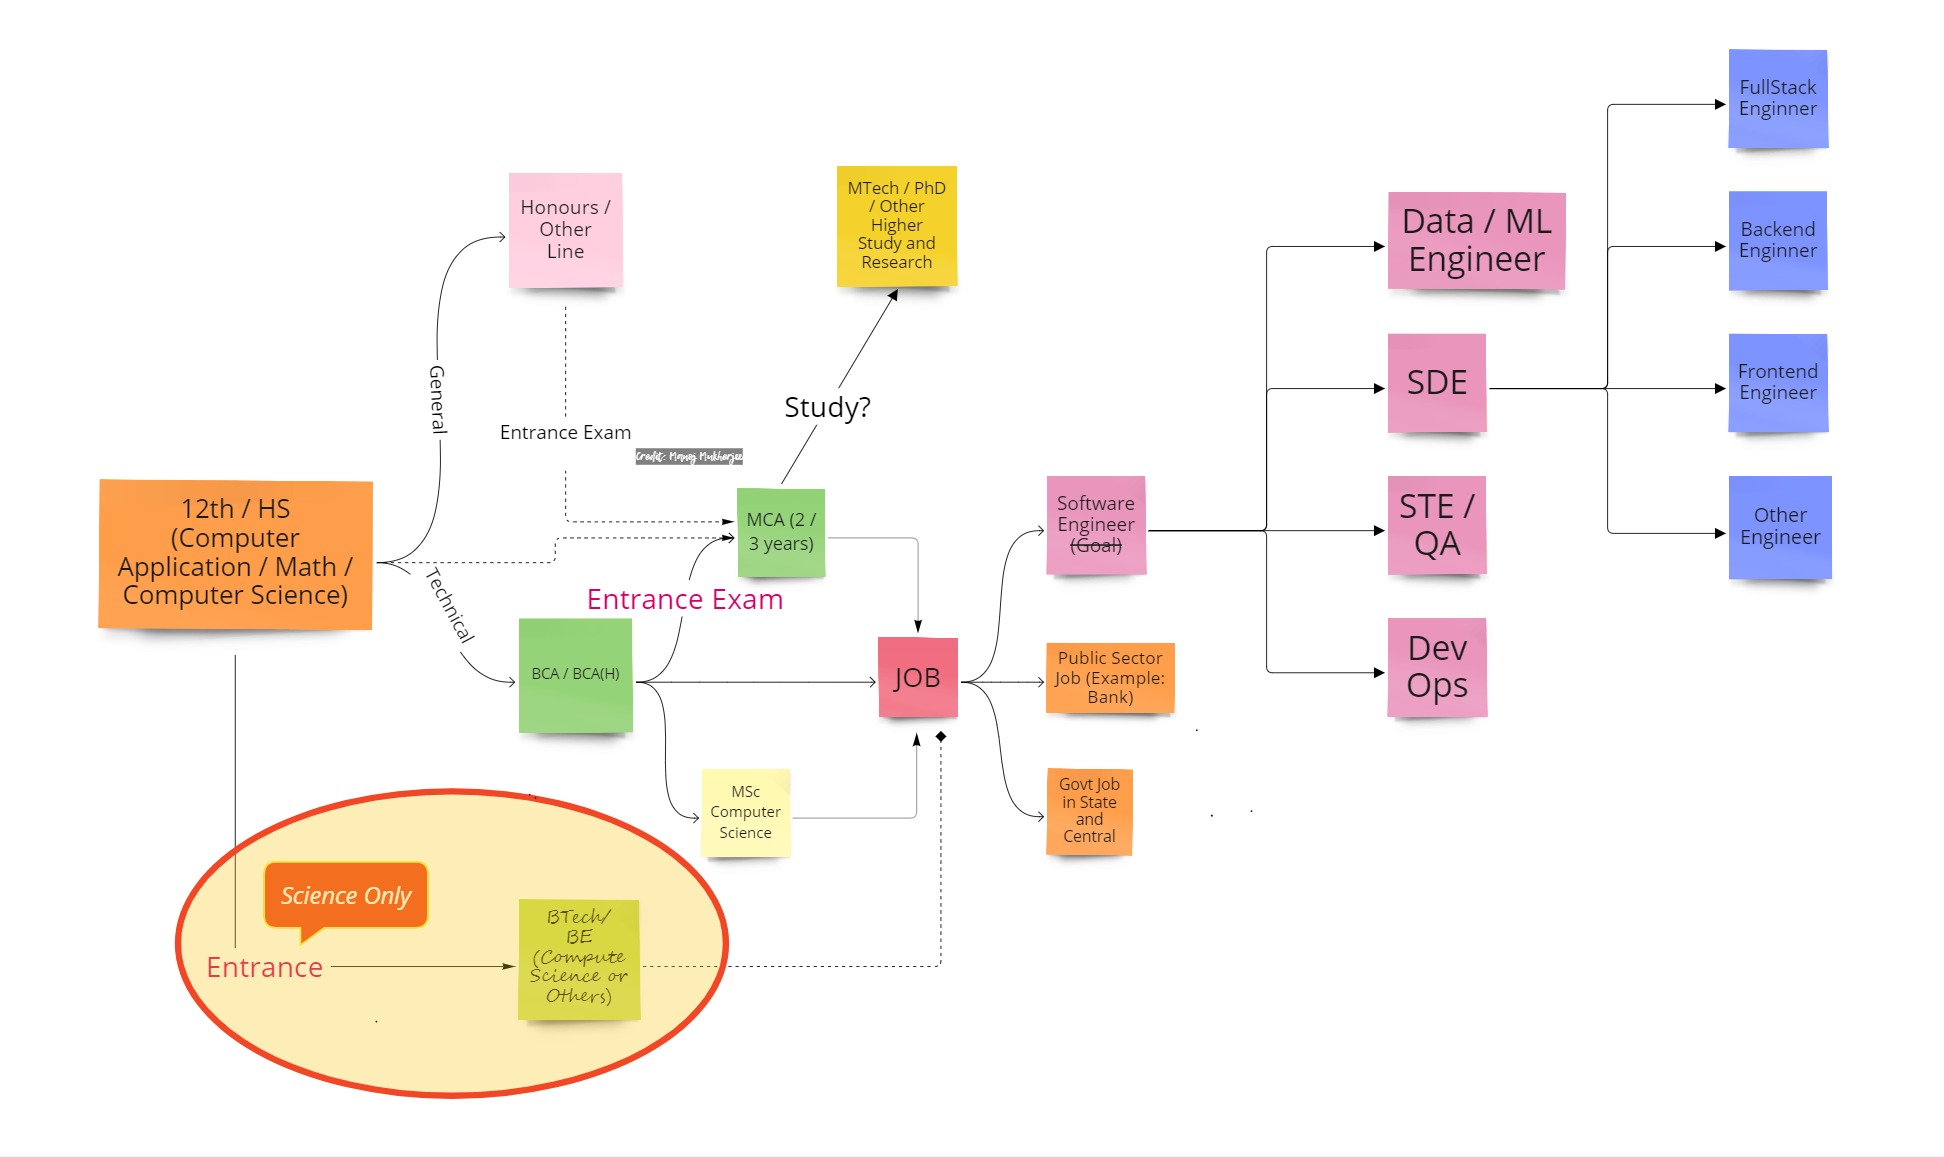 FullStack
Enginner
MTech / PhD
/ Other
Higher
Study and
Research
Honours /
Other
Line
Data / ML
Engineer
Backend
Enginner
General
Study?
SDE
Frontend
Engineer
Entrance Exam
Credit: Manoj Mukherjee
12th / HS
(Computer
Application / Math /
Computer Science)
MCA (2 /
3 years)
Software
Engineer
(Goal)
STE /
QA
Other
Engineer
Technical
Entrance Exam
BCA / BCA(H)
JOB
Public Sector
Job (Example:
Bank)
Dev
Ops
MSc
Computer
Science
Govt Job
in State
and
Central
Science Only
Entrance
BTech/
BE
(Compute
Science or
Others)